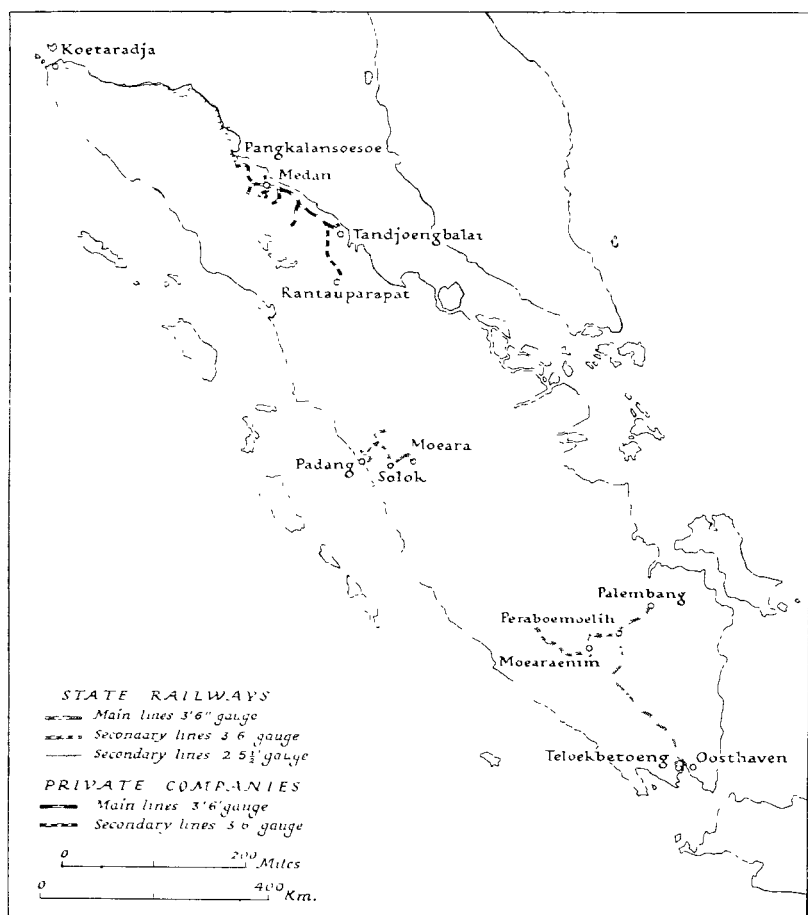 Koetaradja
Pangkalansoesoe
Medan
Tandjoengbalai
Rantauparapat
Moeara
Padang
Solok
Palembang
Peraboemoelih
Moearaenim
Teloekbetoeng
Oosthaven
STATE RAILWAYS
Main lines 3'6" gauge
Secondary lines 3 6 gauge
Secondary lines 2 5½' gauge
PRIVATE COMPANIES
Main lines 3'6' gauge
Secondary lines 3 6 gauge
0 200 Miles
0 400 Km.